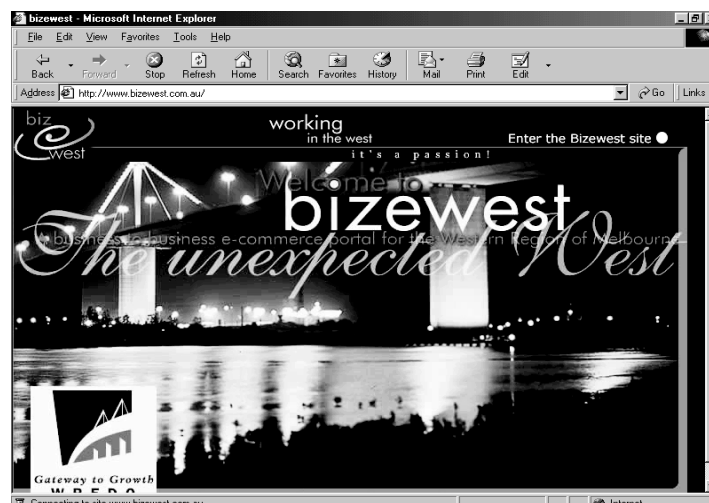 bizewest - Microsoft Internet Explorer
File Edit View Favorites Tools Help
Back Forward Stop Refresh Home Search Favorites History Mail Print Edit
Address http://www.bizewest.com.au/ Go Links
biz e west
working
in the west
Enter the Bizewest site
it's a passion!
Welcome to
bizewest
A business to business e-commerce portal for the Western Region of Melbourne
The unexpected West
Gateway to Growth
WREDO
Connecting to site www.bizewest.com.au
Internet